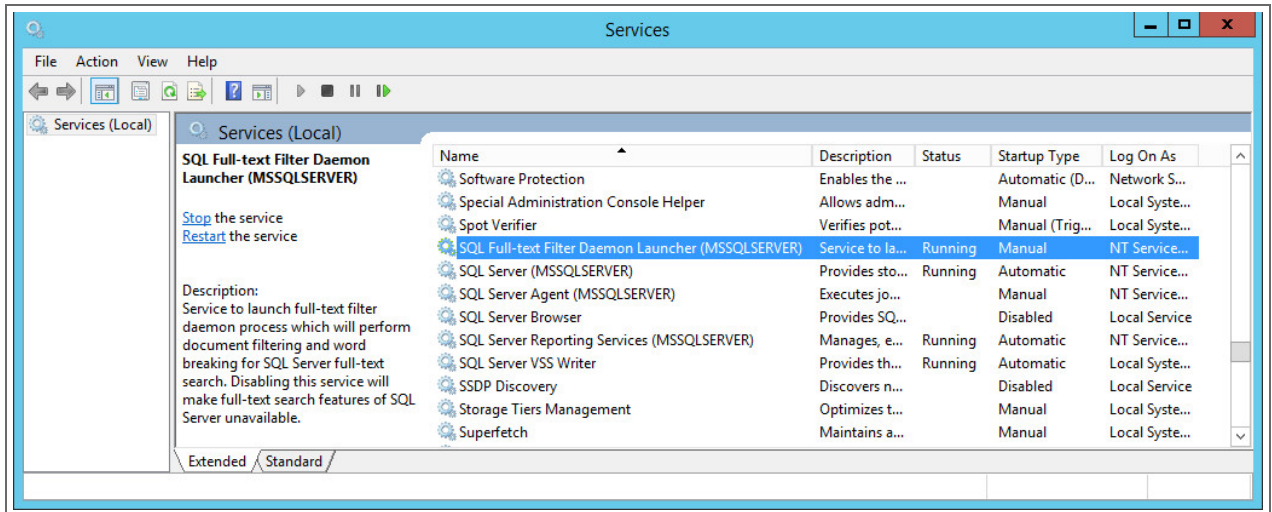 Services
File Action View Help
Services (Local)
Services (Local)
SQL Full-text Filter Daemon
Launcher (MSSQLSERVER)
Stop the service
Restart the service
Description:
Service to launch full-text filter
daemon process which will perform
document filtering and word
breaking for SQL Server full-text
search. Disabling this service will
make full-text search features of SQL
Server unavailable.
Name Description Status Startup Type Log On As
Software Protection Enables the ... Automatic (D... Network S...
Special Administration Console Helper Allows adm... Manual Local Syste...
Spot Verifier Verifies pot... Manual (Trig... Local Syste...
SQL Full-text Filter Daemon Launcher (MSSQLSERVER) Service to la... Running Manual NT Service...
SQL Server (MSSQLSERVER) Provides sto... Running Automatic NT Service...
SQL Server Agent (MSSQLSERVER) Executes jo... Manual NT Service...
SQL Server Browser Provides SQ... Disabled Local Service
SQL Server Reporting Services (MSSQLSERVER) Manages, e... Running Automatic NT Service...
SQL Server VSS Writer Provides th... Running Automatic Local Syste...
SSDP Discovery Discovers n... Disabled Local Service
Storage Tiers Management Optimizes t... Manual Local Syste...
Superfetch Maintains a... Manual Local Syste...
Extended Standard